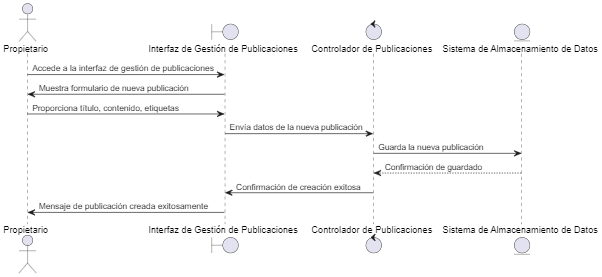 Propietario
Interfaz de Gestión de Publicaciones
Controlador de Publicaciones
Sistema de Almacenamiento de Datos
Accede a la interfaz de gestión de publicaciones
Muestra formulario de nueva publicación
Proporciona título, contenido, etiquetas
Envía datos de la nueva publicación
Guarda la nueva publicación
Confirmación de guardado
Confirmación de creación exitosa
Mensaje de publicación creada exitosamente
Propietario
Interfaz de Gestión de Publicaciones
Controlador de Publicaciones
Sistema de Almacenamiento de Datos